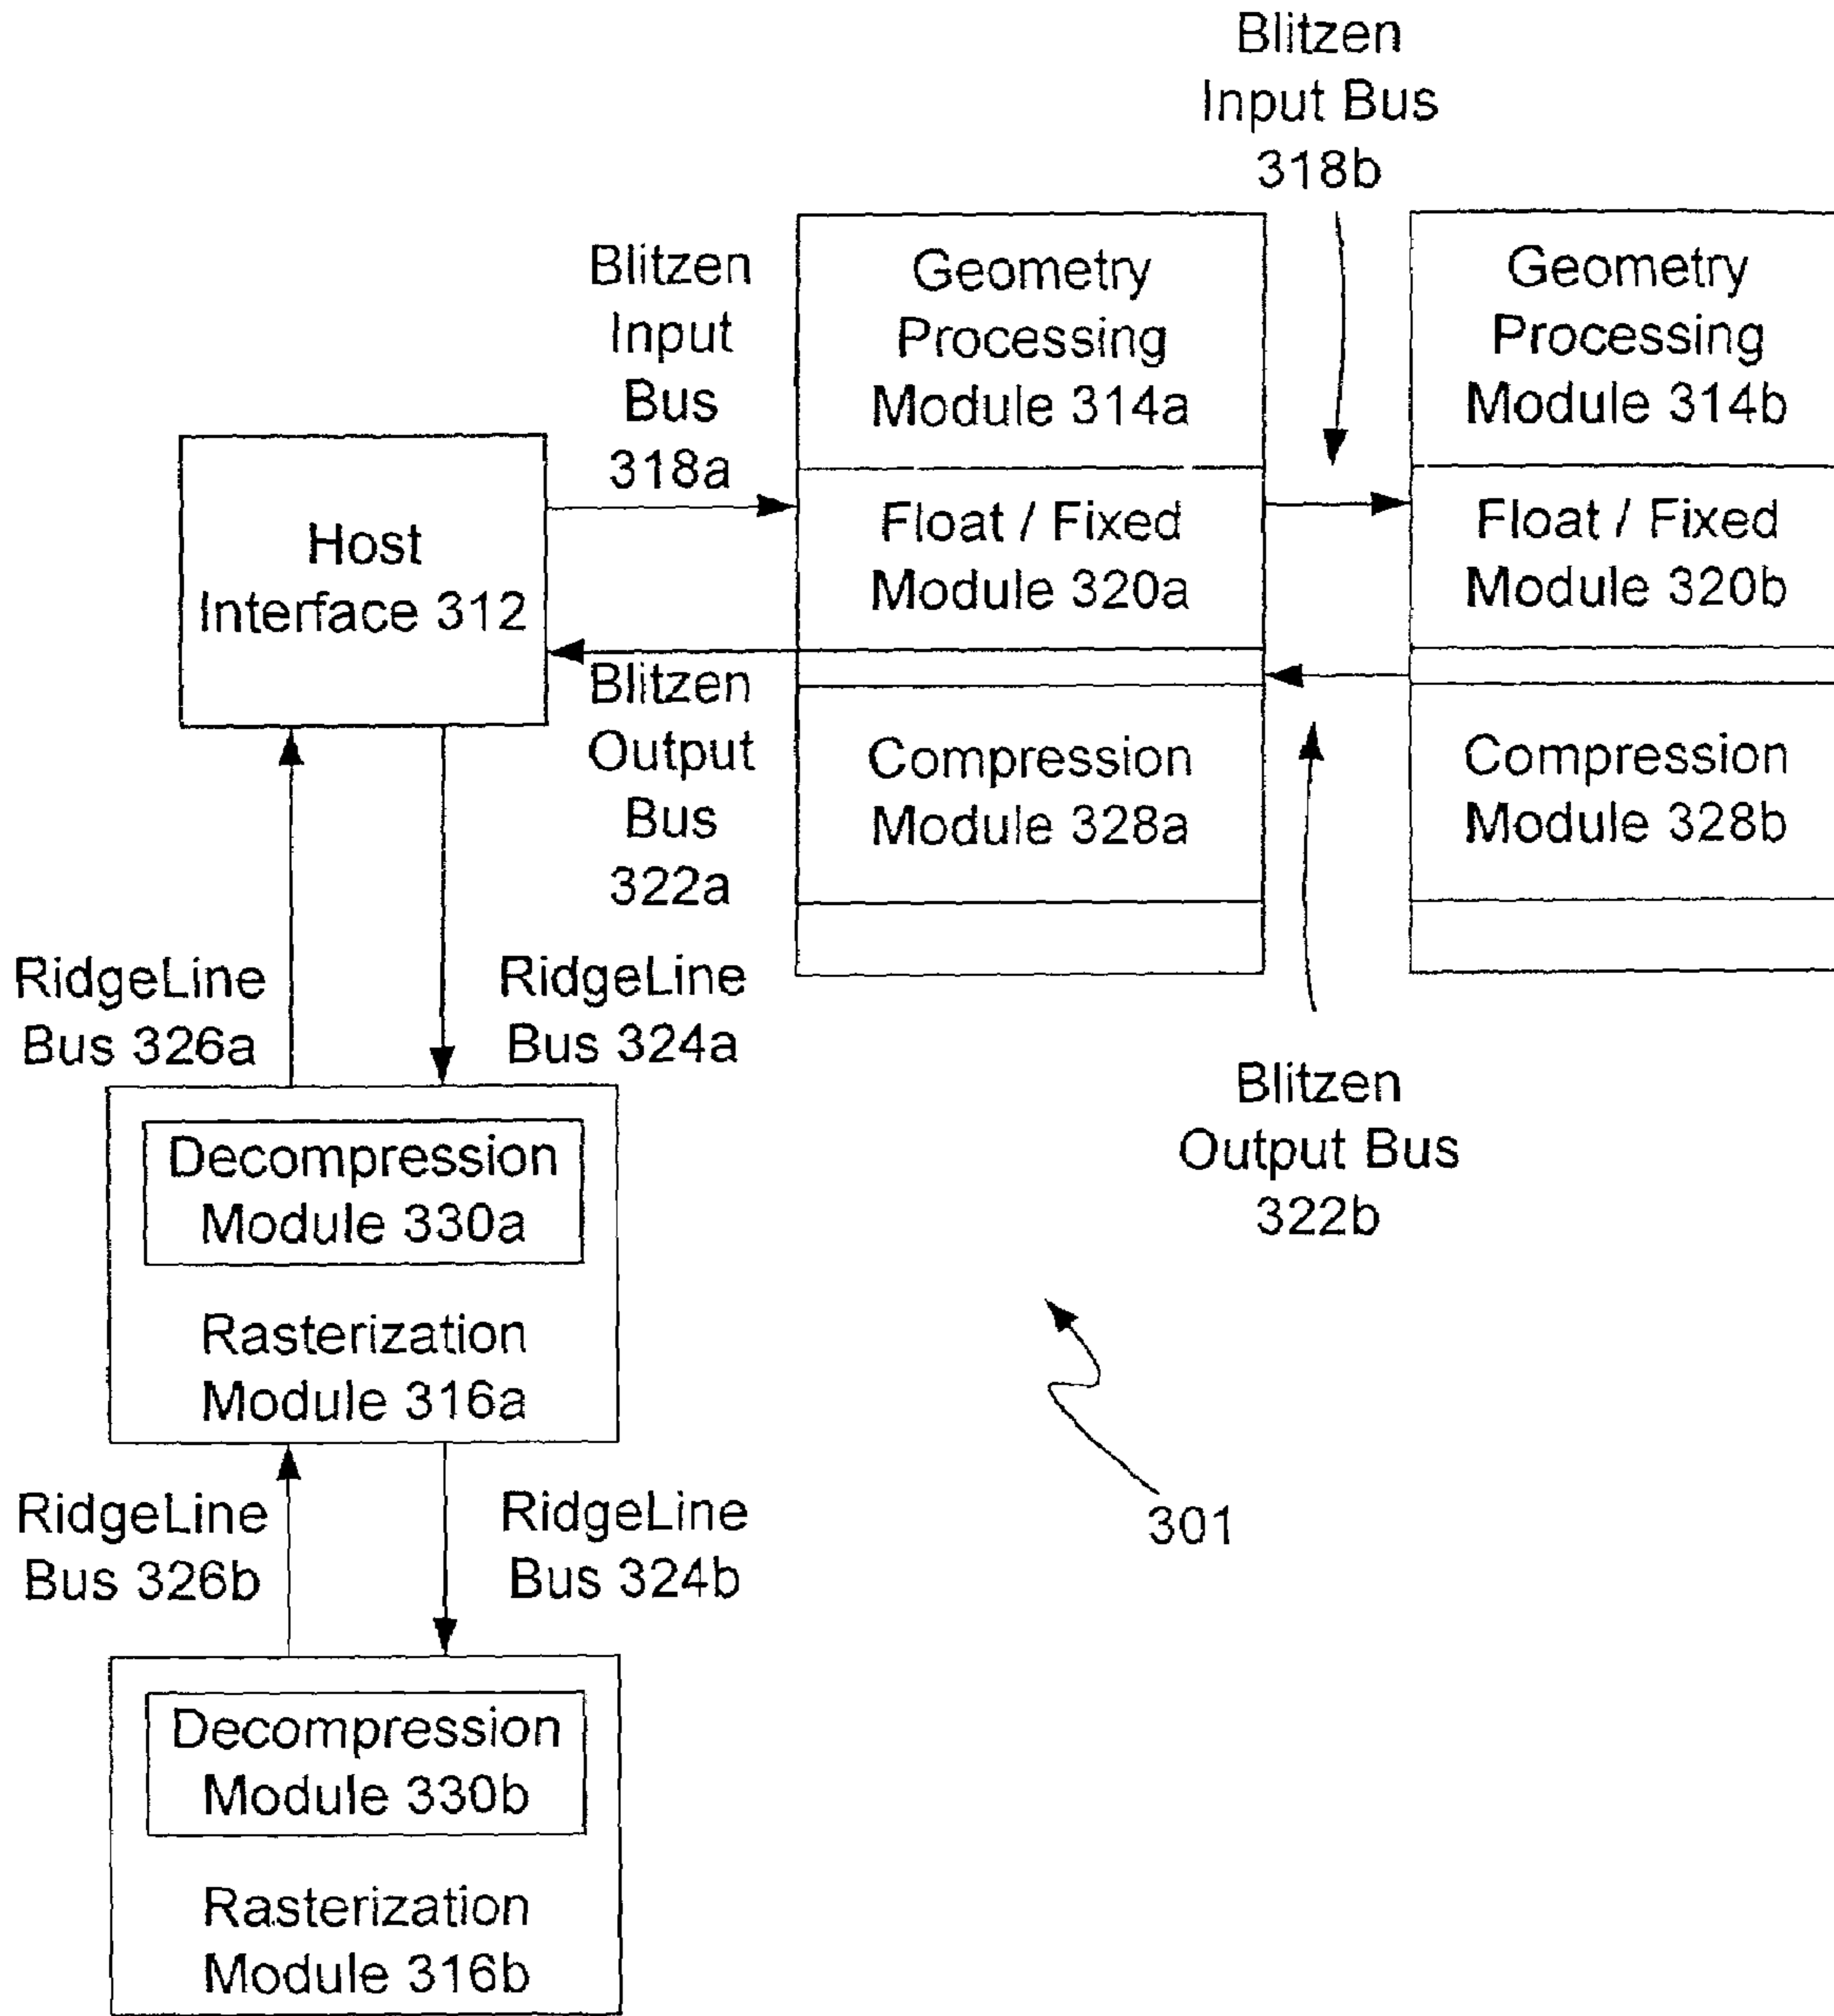 Blitzen
Input Bus
318b
Blitzen
Input
Bus
318a
Geometry
Processing
Module 314a
Geometry
Processing
Module 314b
Host
Interface 312
Float / Fixed
Module 320a
Float / Fixed
Module 320b
Blitzen
Output
Bus
322a
Compression
Module 328a
Compression
Module 328b
RidgeLine
Bus 326a
RidgeLine
Bus 324a
Blitzen
Output Bus
322b
Decompression
Module 330a
Rasterization
Module 316a
301
RidgeLine
Bus 326b
RidgeLine
Bus 324b
Decompression
Module 330b
Rasterization
Module 316b